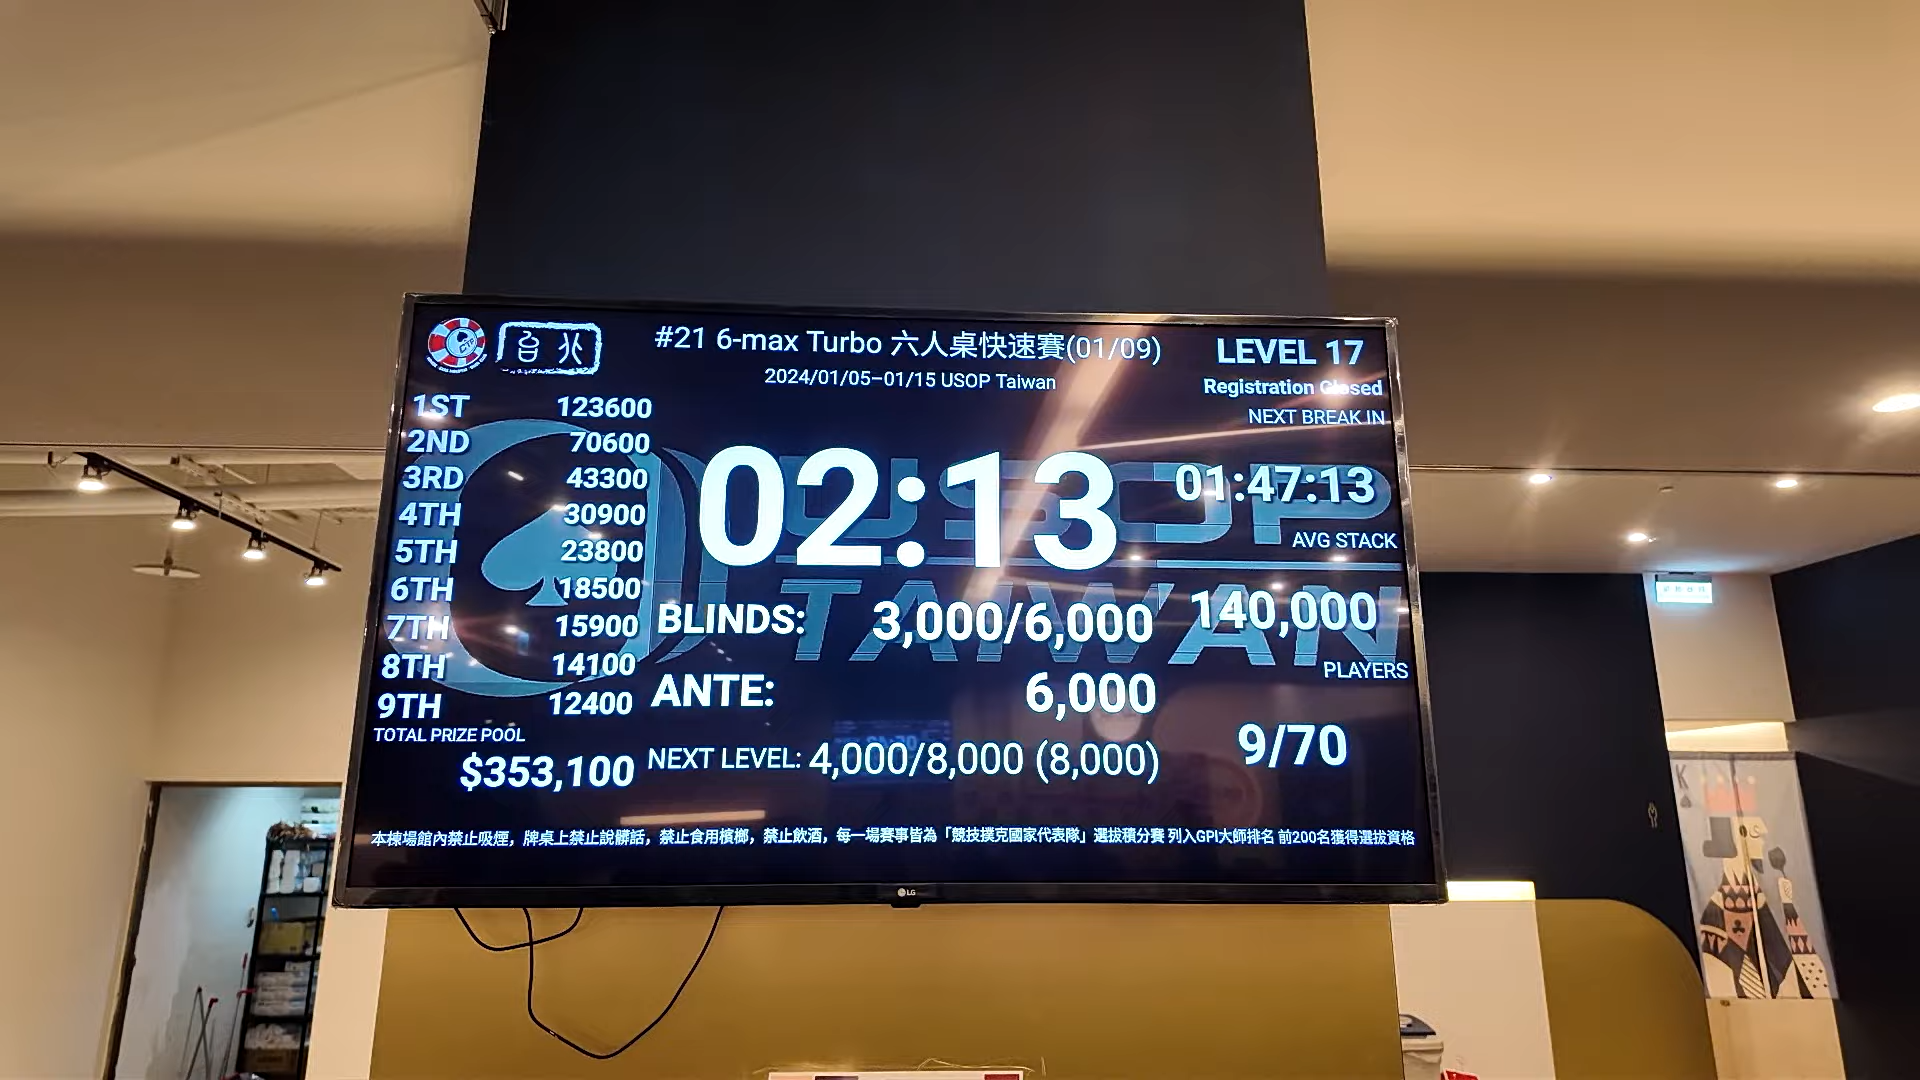 #21 6-max Turbo 六人桌快速賽(01/09)
2024/01/05–01/15 USOP Taiwan
LEVEL 17
Registration Closed
NEXT BREAK IN
01:47:13
AVG STACK
140,000
PLAYERS
9/70
1ST 123600
2ND 70600
3RD 43300
4TH 30900
5TH 23800
6TH 18500
7TH 15900
8TH 14100
9TH 12400
TOTAL PRIZE POOL
$353,100
02:13
USOP
TAIWAN
BLINDS: 3,000/6,000
ANTE: 6,000
NEXT LEVEL: 4,000/8,000 (8,000)
本棟場館內禁止吸煙，牌桌上禁止說髒話，禁止食用檳榔，禁止飲酒，每一場賽事皆為「競技撲克國家代表隊」選拔積分賽 列入GPI大師排名 前200名獲得選拔資格
LG
K